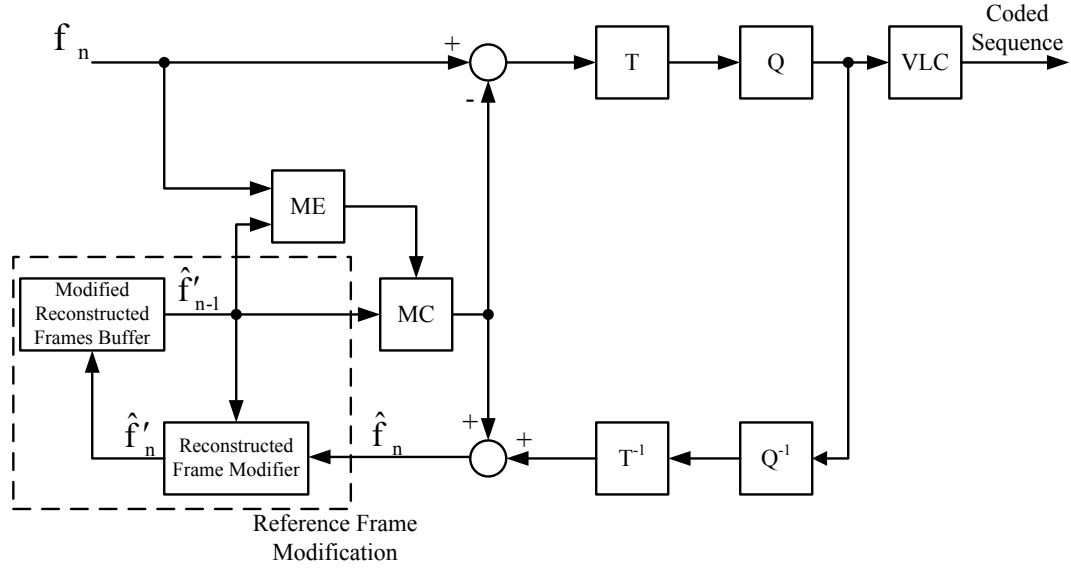 Coded
Sequence
f n
+
T
Q
VLC
-
ME
f̂′ n-1
Modified
Reconstructed
Frames Buffer
MC
f̂′ n
Reconstructed
Frame Modifier
f̂ n
+
+
T-1
Q-1
Reference Frame
Modification